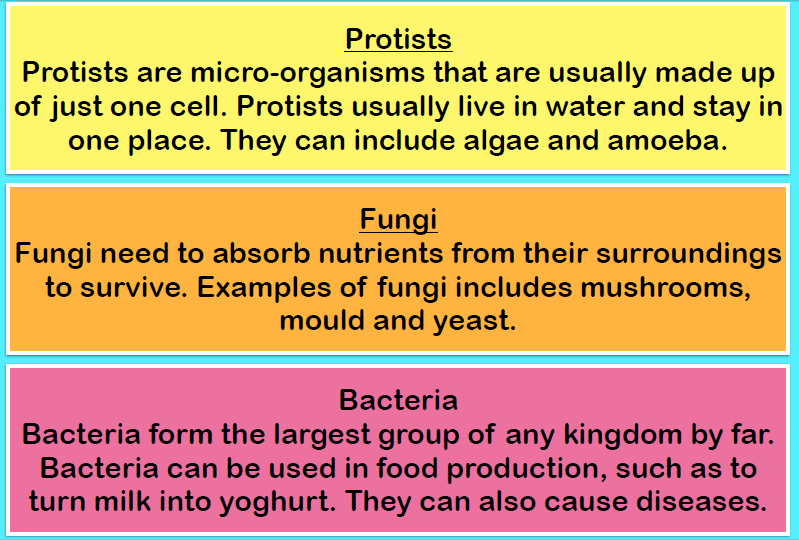 Protists
Protists are micro-organisms that are usually made up
of just one cell. Protists usually live in water and stay in
one place. They can include algae and amoeba.
Fungi
Fungi need to absorb nutrients from their surroundings
to survive. Examples of fungi includes mushrooms,
mould and yeast.
Bacteria
Bacteria form the largest group of any kingdom by far.
Bacteria can be used in food production, such as to
turn milk into yoghurt. They can also cause diseases.